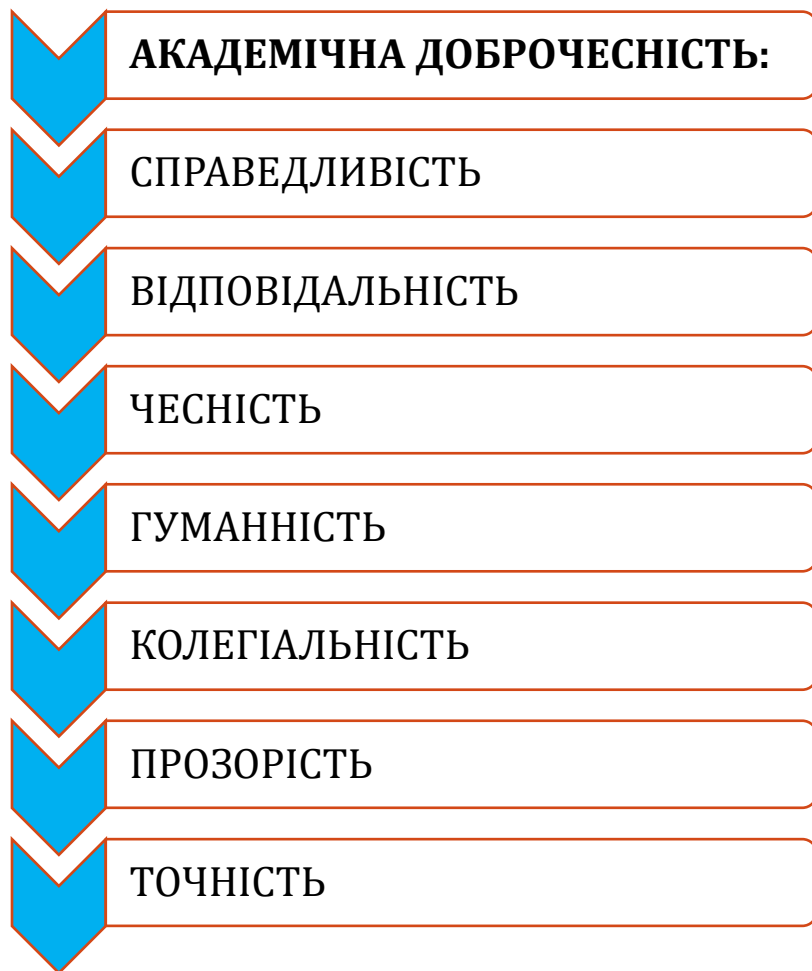 АКАДЕМІЧНА ДОБРОЧЕСНІСТЬ:
СПРАВЕДЛИВІСТЬ
ВІДПОВІДАЛЬНІСТЬ
ЧЕСНІСТЬ
ГУМАННІСТЬ
КОЛЕГІАЛЬНІСТЬ
ПРОЗОРІСТЬ
ТОЧНІСТЬ